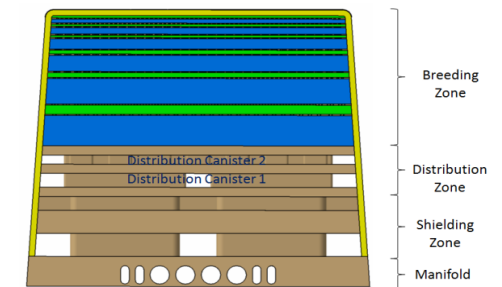 Breeding
Zone
Distribution Canister 2
Distribution Canister 1
Distribution
Zone
Shielding
Zone
Manifold